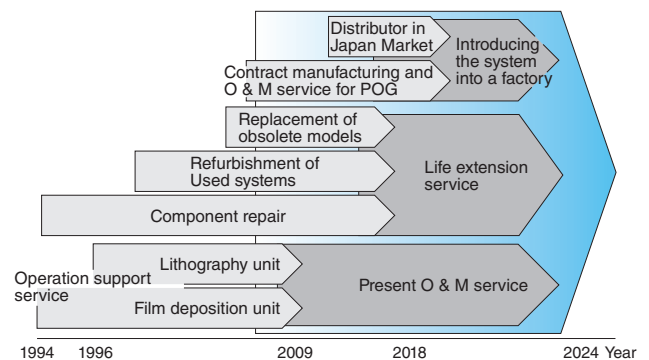 Distributor in
Japan Market
Introducing
the system
into a factory
Contract manufacturing and
O & M service for POG
Replacement of
obsolete models
Refurbishment of
Used systems
Life extension
service
Component repair
Lithography unit
Operation support
service
Present O & M service
Film deposition unit
1994 1996 2009 2018 2024 Year